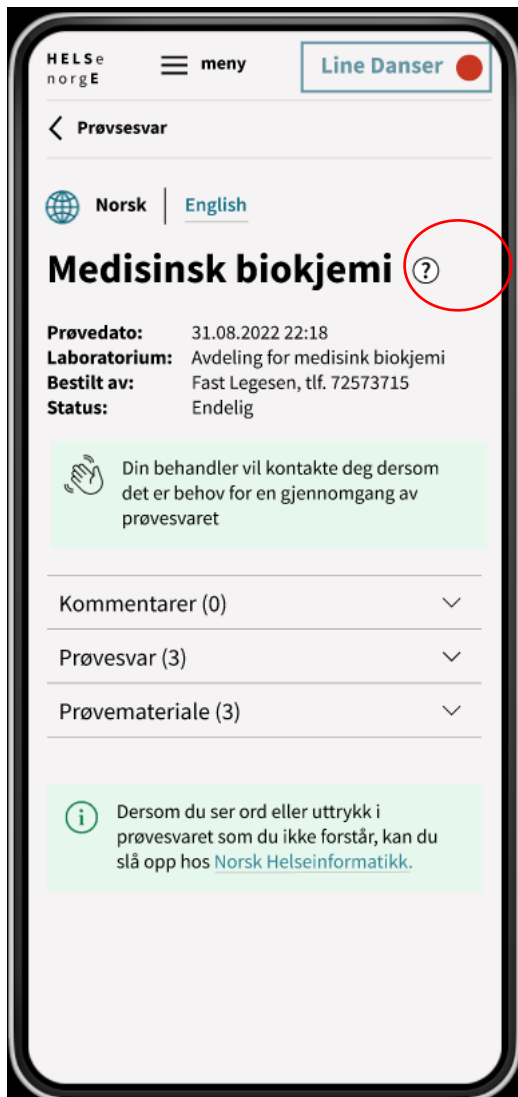 HELSe
norgE
meny
Line Danser
Prøvsesvar
Norsk
English
Medisinsk biokjemi ?
Prøvedato: 31.08.2022 22:18
Laboratorium: Avdeling for medisink biokjemi
Bestilt av: Fast Legesen, tlf. 72573715
Status: Endelig
Din behandler vil kontakte deg dersom
det er behov for en gjennomgang av
prøvesvaret
Kommentarer (0)
Prøvesvar (3)
Prøvemateriale (3)
i
Dersom du ser ord eller uttrykk i
prøvesvaret som du ikke forstår, kan du
slå opp hos Norsk Helseinformatikk.